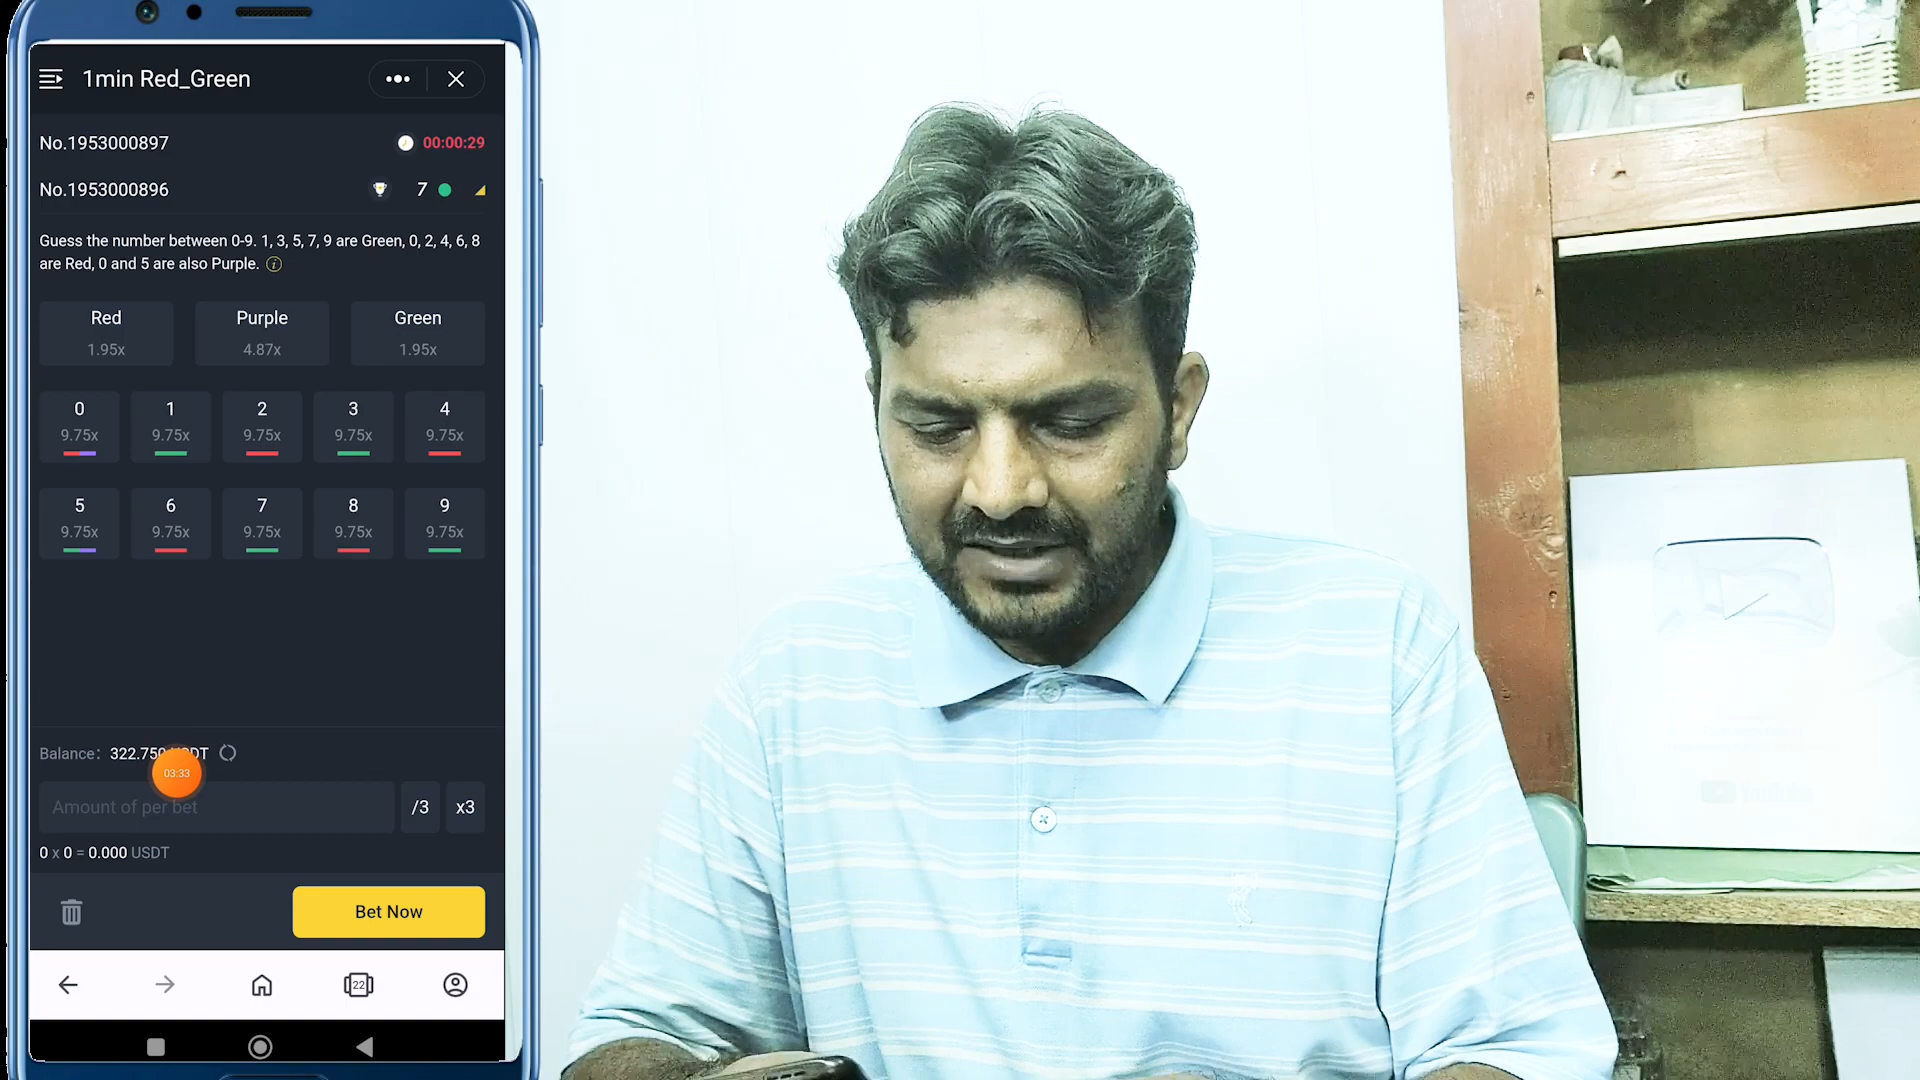 1min Red_Green
No.1953000897 00:00:29
No.1953000896 7
Guess the number between 0-9. 1, 3, 5, 7, 9 are Green, 0, 2, 4, 6, 8
are Red, 0 and 5 are also Purple.
Red Purple Green
1.95x 4.87x 1.95x
0 1 2 3 4
9.75x 9.75x 9.75x 9.75x 9.75x
5 6 7 8 9
9.75x 9.75x 9.75x 9.75x 9.75x
Balance: 322.759
03:33
Amount of per bet /3 x3
0 x 0 = 0.000 USDT
Bet Now
22
YouTube